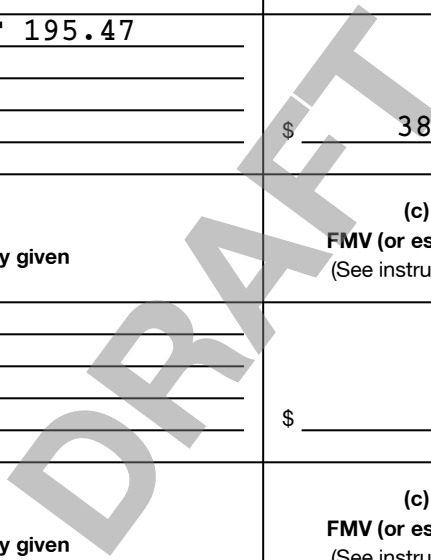 195.47
$ 38
(c)
FMV (or es
y given
(See instru
$
(c)
FMV (or es
y given
(See instru
DRAFT